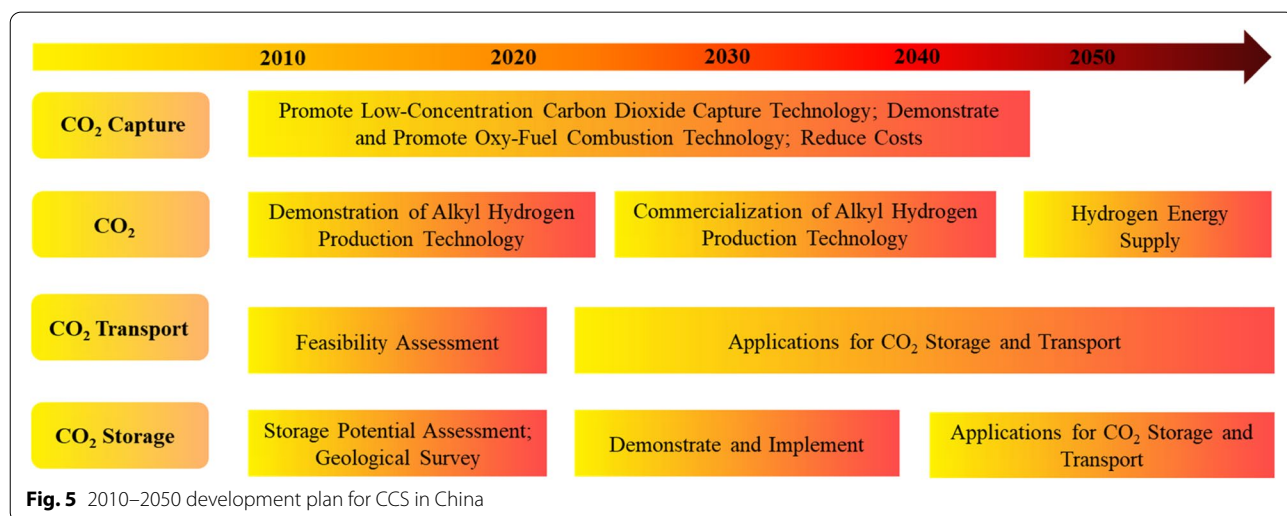 2010 2020 2030 2040 2050
CO₂ Capture
Promote Low-Concentration Carbon Dioxide Capture Technology; Demonstrate
and Promote Oxy-Fuel Combustion Technology; Reduce Costs
CO₂
Demonstration of Alkyl Hydrogen
Production Technology
Commercialization of Alkyl Hydrogen
Production Technology
Hydrogen Energy
Supply
CO₂ Transport
Feasibility Assessment
Applications for CO₂ Storage and Transport
CO₂ Storage
Storage Potential Assessment;
Geological Survey
Demonstrate and Implement
Applications for CO₂ Storage and
Transport
Fig. 5 2010–2050 development plan for CCS in China